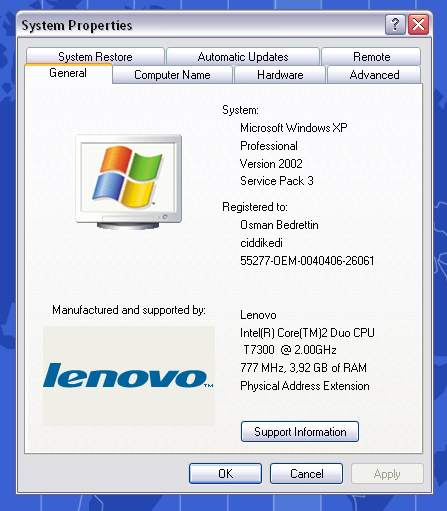 System Properties
System Restore
Automatic Updates
Remote
General
Computer Name
Hardware
Advanced
System:
Microsoft Windows XP
Professional
Version 2002
Service Pack 3
Registered to:
Osman Bedrettin
ciddikedi
55277-OEM-0040406-26061
Manufactured and supported by:
lenovo™
Lenovo
Intel(R) Core(TM)2 Duo CPU
T7300 @ 2.00GHz
777 MHz, 3,92 GB of RAM
Physical Address Extension
Support Information
OK
Cancel
Apply